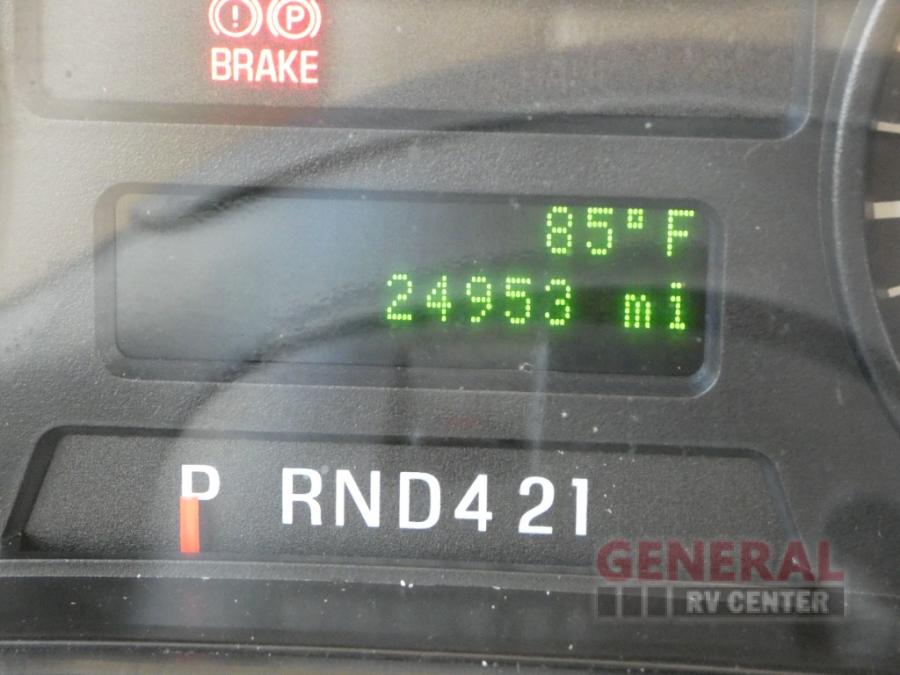 BRAKE
85°F
24953 mi
P RND421
GENERAL
RV CENTER